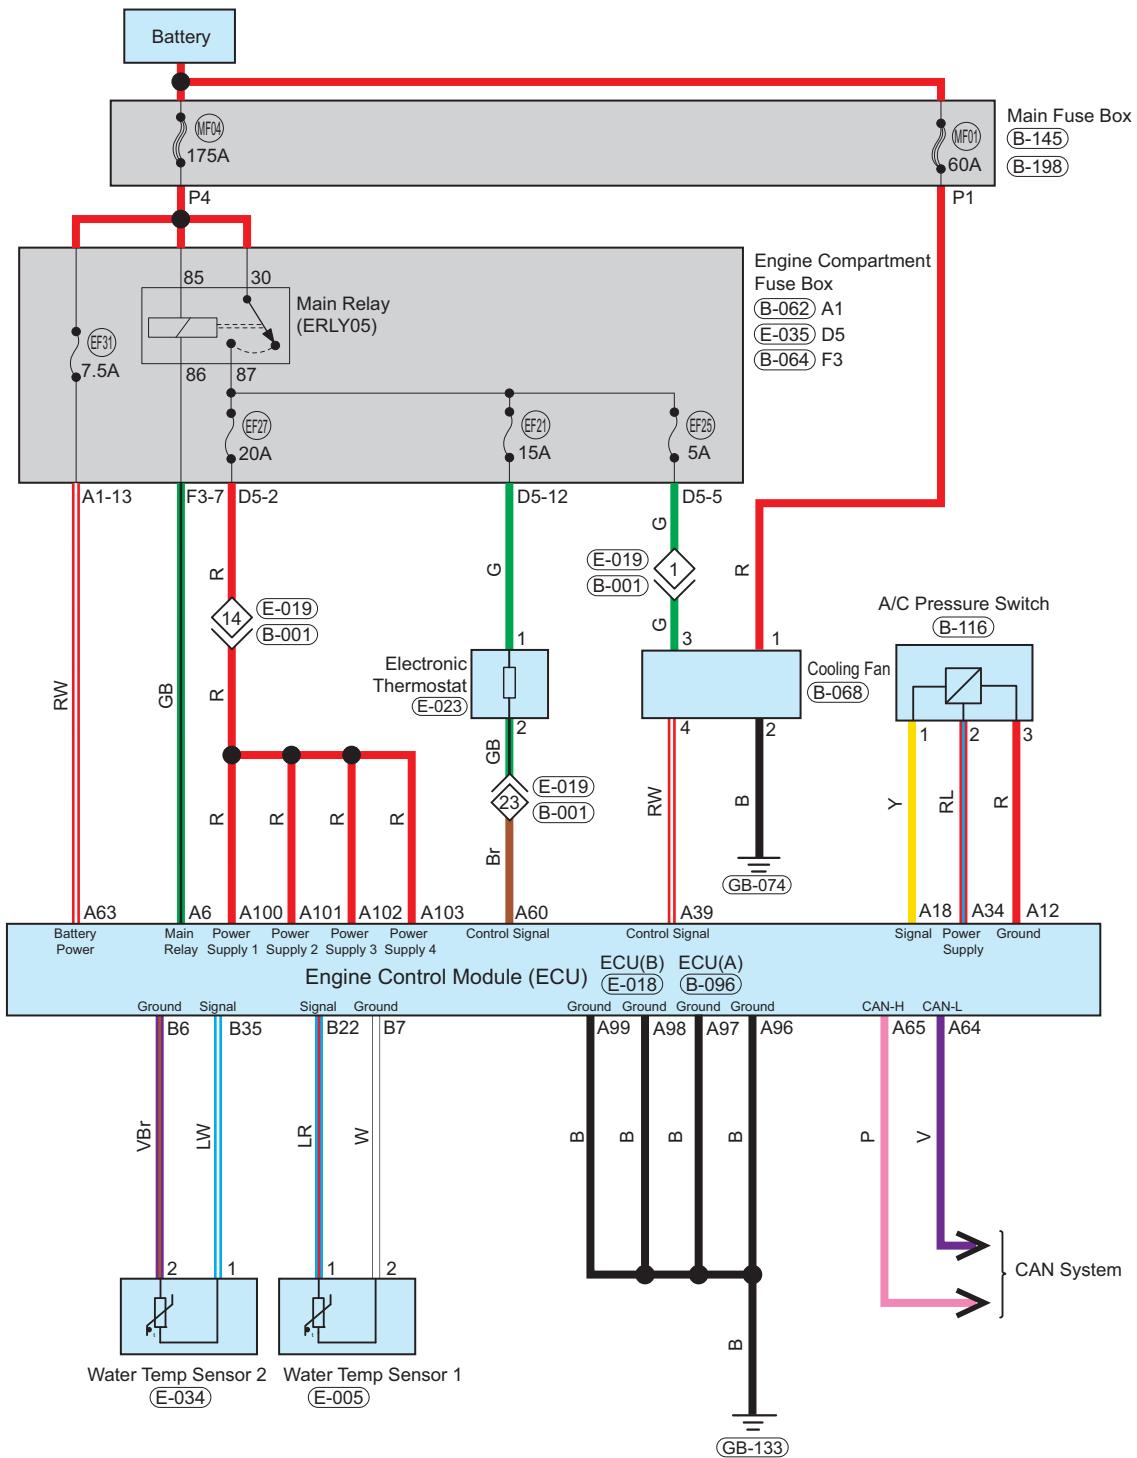 Battery
MF04
175A
MF01
60A
Main Fuse Box
B-145
B-198
P4
P1
85
30
Main Relay
(ERLY05)
86
87
EF31
7.5A
EF27
20A
EF21
15A
EF25
5A
Engine Compartment
Fuse Box
B-062 A1
E-035 D5
B-064 F3
A1-13
F3-7
D5-2
D5-12
D5-5
R
G
G
R
14
E-019
B-001
E-019
B-001
1
G
A/C Pressure Switch
B-116
RW
GB
R
Electronic
Thermostat
E-023
1
2
3
1
Cooling Fan
B-068
4
2
1
2
3
GB
23
E-019
B-001
R
R
R
R
Br
RW
B
GB-074
Y
RL
R
A63
A6
A100
A101
A102
A103
A60
A39
A18
A34
A12
Battery
Power
Main
Relay
Power
Supply 1
Power
Supply 2
Power
Supply 3
Power
Supply 4
Control Signal
Control Signal
Signal
Power
Supply
Ground
Engine Control Module (ECU)
ECU(B)
E-018
ECU(A)
B-096
Ground
Signal
Signal
Ground
Ground
Ground
Ground
Ground
CAN-H
CAN-L
B6
B35
B22
B7
A99
A98
A97
A96
A65
A64
VBr
LW
LR
W
B
B
B
B
P
V
2
1
1
2
t
t
Water Temp Sensor 2
E-034
Water Temp Sensor 1
E-005
CAN System
B
GB-133